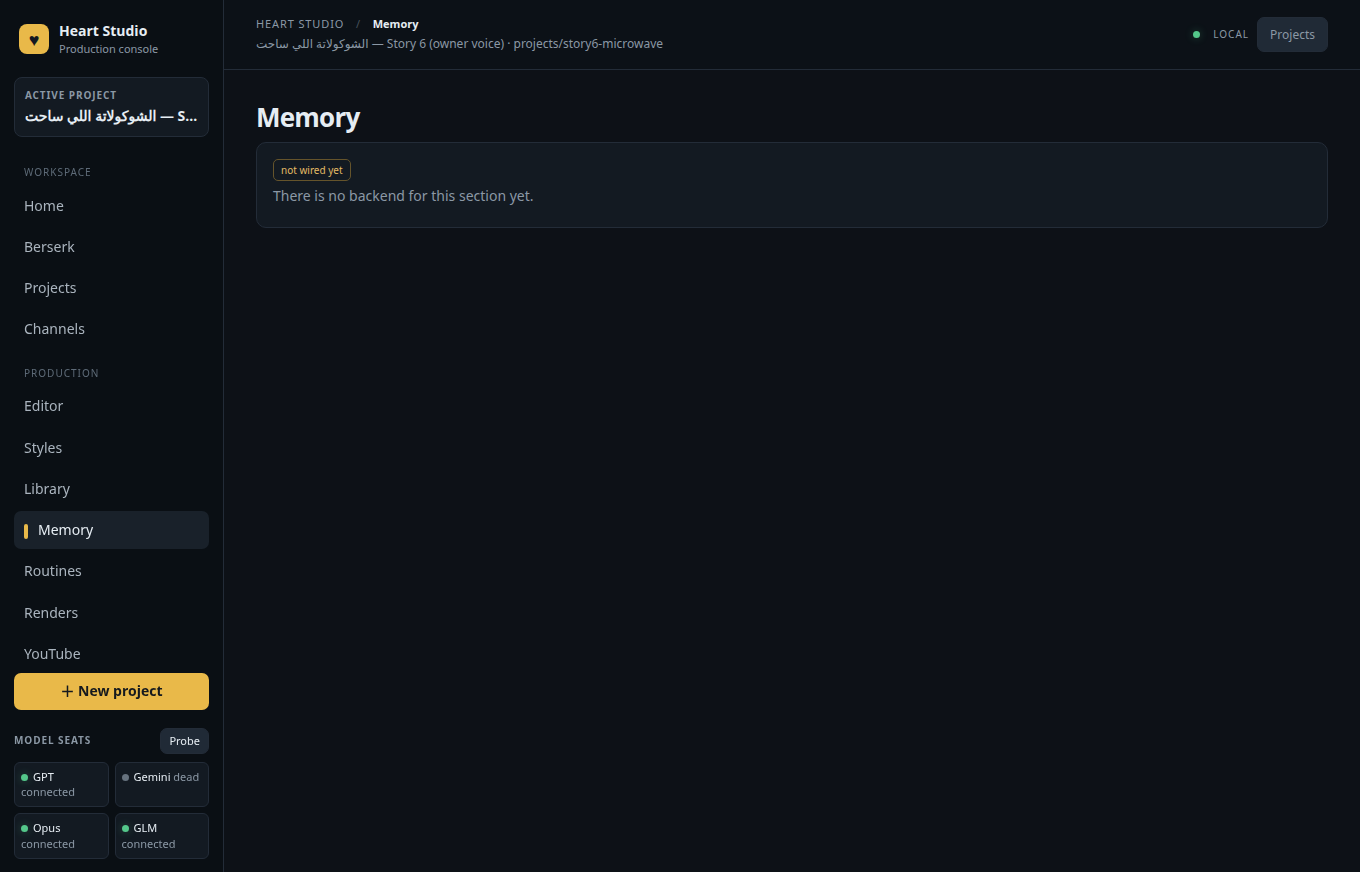 Heart Studio
Production console
ACTIVE PROJECT
الشوكولاتة اللي ساحت — S...
WORKSPACE
Home
Berserk
Projects
Channels
PRODUCTION
Editor
Styles
Library
Memory
Routines
Renders
YouTube
+ New project
MODEL SEATS
Probe
GPT
connected
Gemini dead
Opus
connected
GLM
connected
HEART STUDIO / Memory
الشوكولاتة اللي ساحت — Story 6 (owner voice) · projects/story6-microwave
LOCAL
Projects
Memory
not wired yet
There is no backend for this section yet.